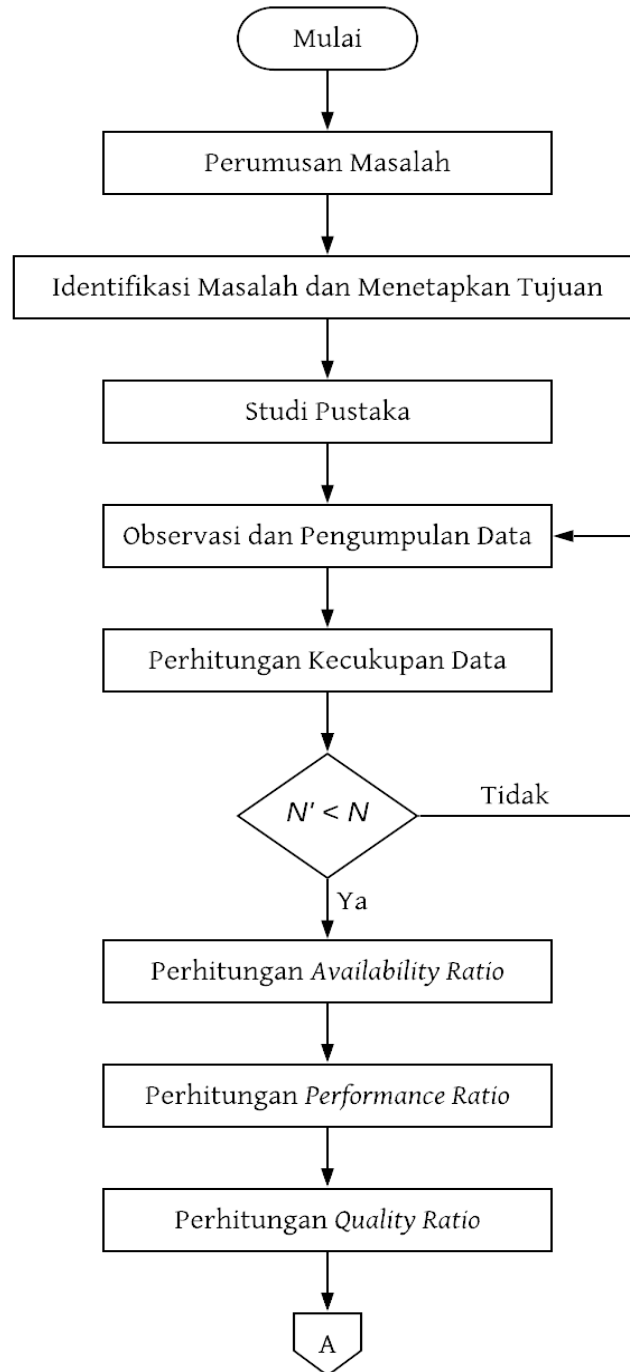 Mulai
Perumusan Masalah
Identifikasi Masalah dan Menetapkan Tujuan
Studi Pustaka
Observasi dan Pengumpulan Data
Perhitungan Kecukupan Data
N' < N
Tidak
Ya
Perhitungan Availability Ratio
Perhitungan Performance Ratio
Perhitungan Quality Ratio
A